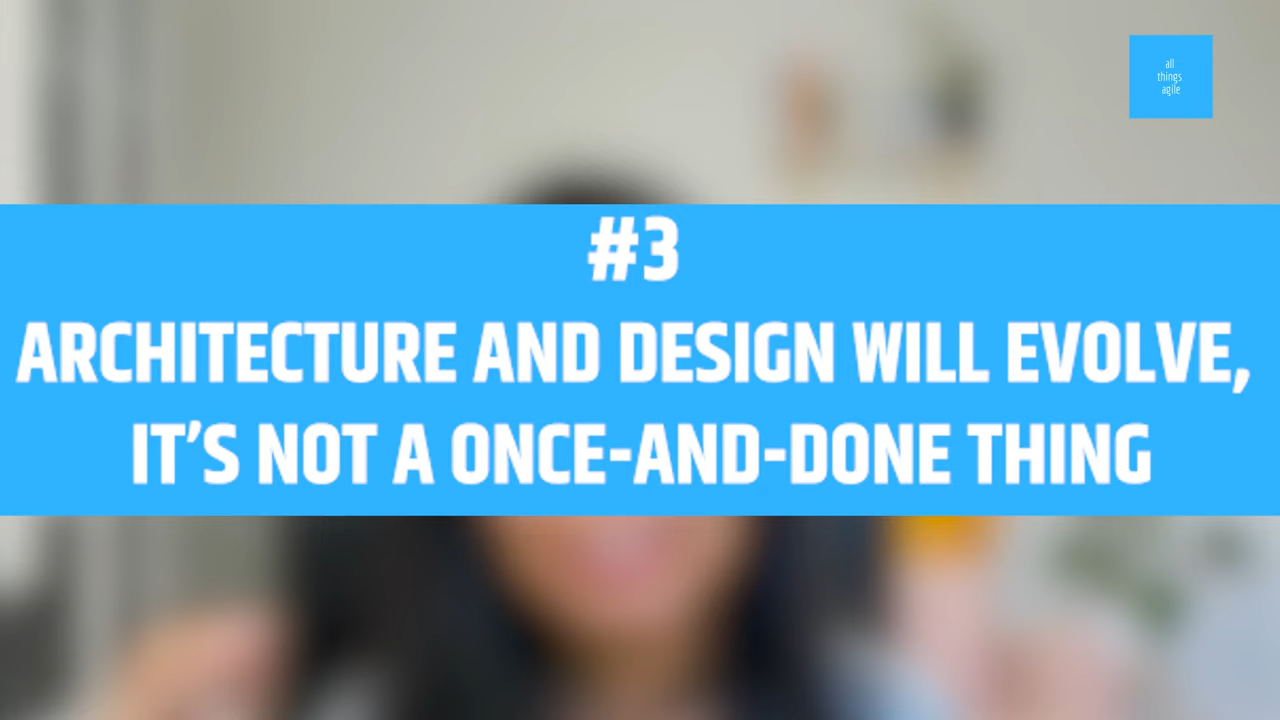 all
things
agile
#3
ARCHITECTURE AND DESIGN WILL EVOLVE,
IT’S NOT A ONCE-AND-DONE THING